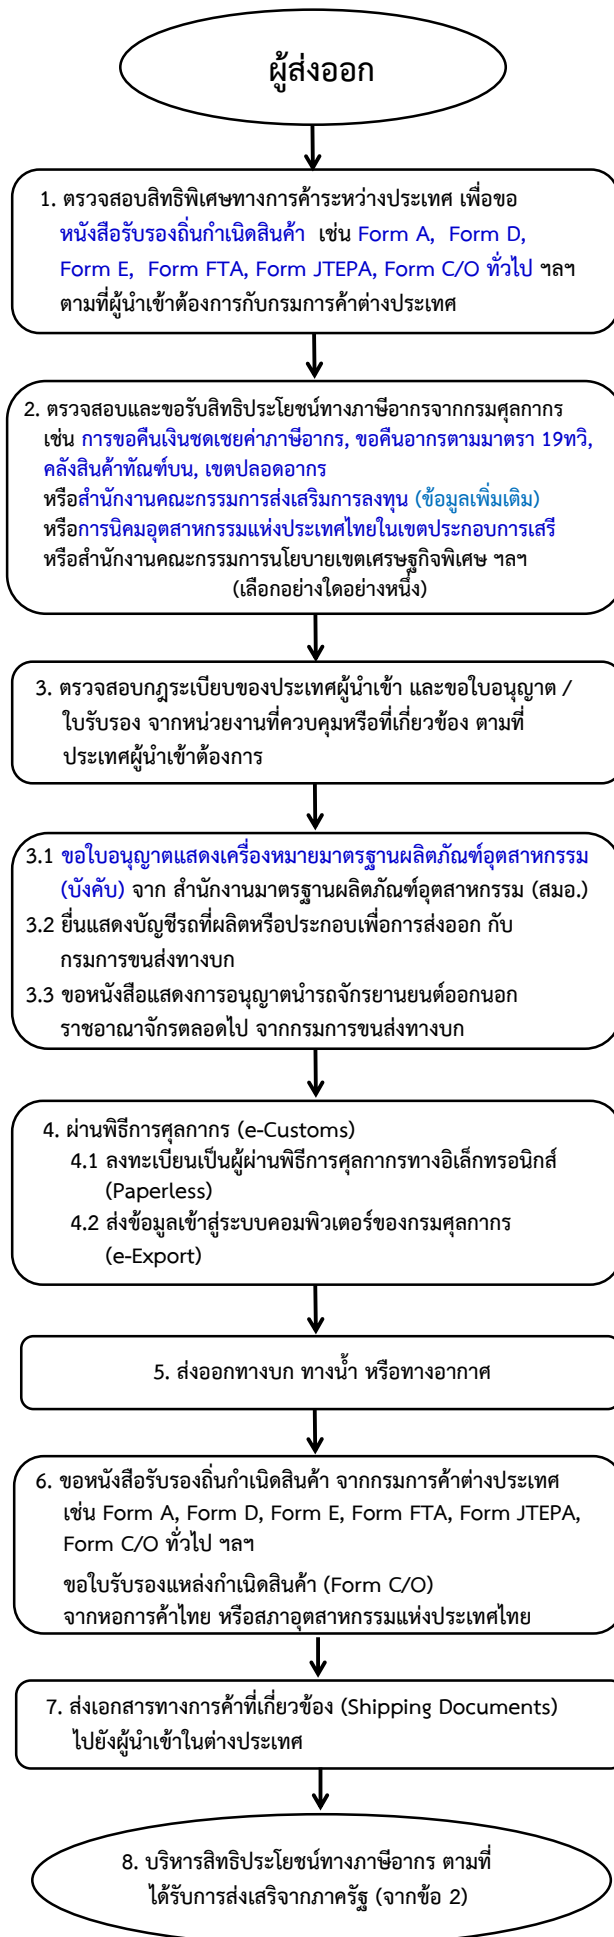 ผู้ส่งออก
1. ตรวจสอบสิทธิพิเศษทางการค้าระหว่างประเทศ เพื่อขอ
หนังสือรับรองถิ่นกำเนิดสินค้า เช่น Form A, Form D,
Form E, Form FTA, Form JTEPA, Form C/O ทั่วไป ฯลฯ
ตามที่ผู้นำเข้าต้องการกับกรมการค้าต่างประเทศ
2. ตรวจสอบและขอรับสิทธิประโยชน์ทางภาษีอากรจากกรมศุลกากร
เช่น การขอคืนเงินชดเชยค่าภาษีอากร, ขอคืนอากรตามมาตรา 19ทวิ,
คลังสินค้าทัณฑ์บน, เขตปลอดอากร
หรือสำนักงานคณะกรรมการส่งเสริมการลงทุน (ข้อมูลเพิ่มเติม)
หรือการนิคมอุตสาหกรรมแห่งประเทศไทยในเขตประกอบการเสรี
หรือสำนักงานคณะกรรมการนโยบายเขตเศรษฐกิจพิเศษ ฯลฯ
(เลือกอย่างใดอย่างหนึ่ง)
3. ตรวจสอบกฎระเบียบของประเทศผู้นำเข้า และขอใบอนุญาต /
ใบรับรอง จากหน่วยงานที่ควบคุมหรือที่เกี่ยวข้อง ตามที่
ประเทศผู้นำเข้าต้องการ
3.1 ขอใบอนุญาตแสดงเครื่องหมายมาตรฐานผลิตภัณฑ์อุตสาหกรรม
(บังคับ) จาก สำนักงานมาตรฐานผลิตภัณฑ์อุตสาหกรรม (สมอ.)
3.2 ยื่นแสดงบัญชีรถที่ผลิตหรือประกอบเพื่อการส่งออก กับ
กรมการขนส่งทางบก
3.3 ขอหนังสือแสดงการอนุญาตนำรถจักรยานยนต์ออกนอก
ราชอาณาจักรตลอดไป จากกรมการขนส่งทางบก
4. ผ่านพิธีการศุลกากร (e-Customs)
4.1 ลงทะเบียนเป็นผู้ผ่านพิธีการศุลกากรทางอิเล็กทรอนิกส์
(Paperless)
4.2 ส่งข้อมูลเข้าสู่ระบบคอมพิวเตอร์ของกรมศุลกากร
(e-Export)
5. ส่งออกทางบก ทางน้ำ หรือทางอากาศ
6. ขอหนังสือรับรองถิ่นกำเนิดสินค้า จากกรมการค้าต่างประเทศ
เช่น Form A, Form D, Form E, Form FTA, Form JTEPA,
Form C/O ทั่วไป ฯลฯ
ขอใบรับรองแหล่งกำเนิดสินค้า (Form C/O)
จากหอการค้าไทย หรือสภาอุตสาหกรรมแห่งประเทศไทย
7. ส่งเอกสารทางการค้าที่เกี่ยวข้อง (Shipping Documents)
ไปยังผู้นำเข้าในต่างประเทศ
8. บริหารสิทธิประโยชน์ทางภาษีอากร ตามที่
ได้รับการส่งเสริมจากภาครัฐ (จากข้อ 2)